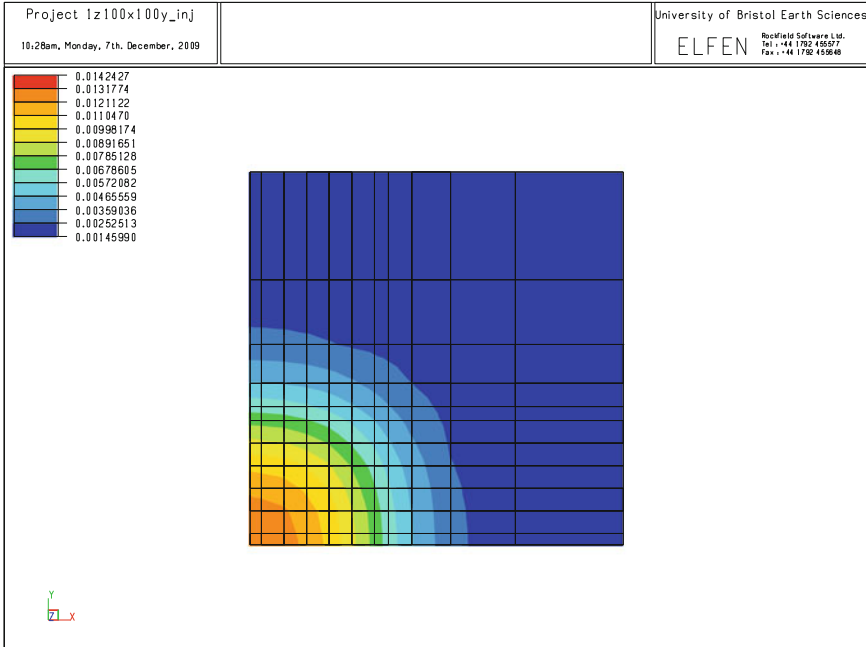 Project 1z100x100y_inj
10:28am, Monday, 7th. December, 2009
University of Bristol Earth Sciences
ELFEN
Rockfield Software Ltd.
Tel : +44 1792 455577
Fax : +44 1792 455648
0.0142427
0.0131774
0.0121122
0.0110470
0.00998174
0.00891651
0.00785128
0.00678605
0.00572082
0.00465559
0.00359036
0.00252513
0.00145990
Y
Z X